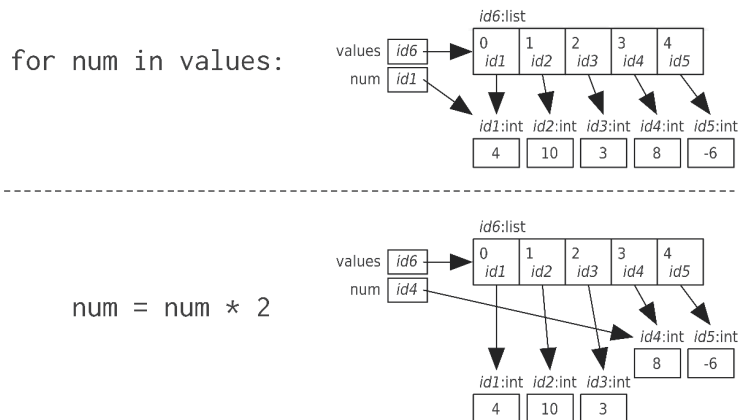 for num in values:
id6:list
values id6
num id1
0 1 2 3 4
id1 id2 id3 id4 id5
id1:int id2:int id3:int id4:int id5:int
4 10 3 8 -6
num = num * 2
id6:list
values id6
num id4
0 1 2 3 4
id1 id2 id3 id4 id5
id4:int id5:int
8 -6
id1:int id2:int id3:int
4 10 3